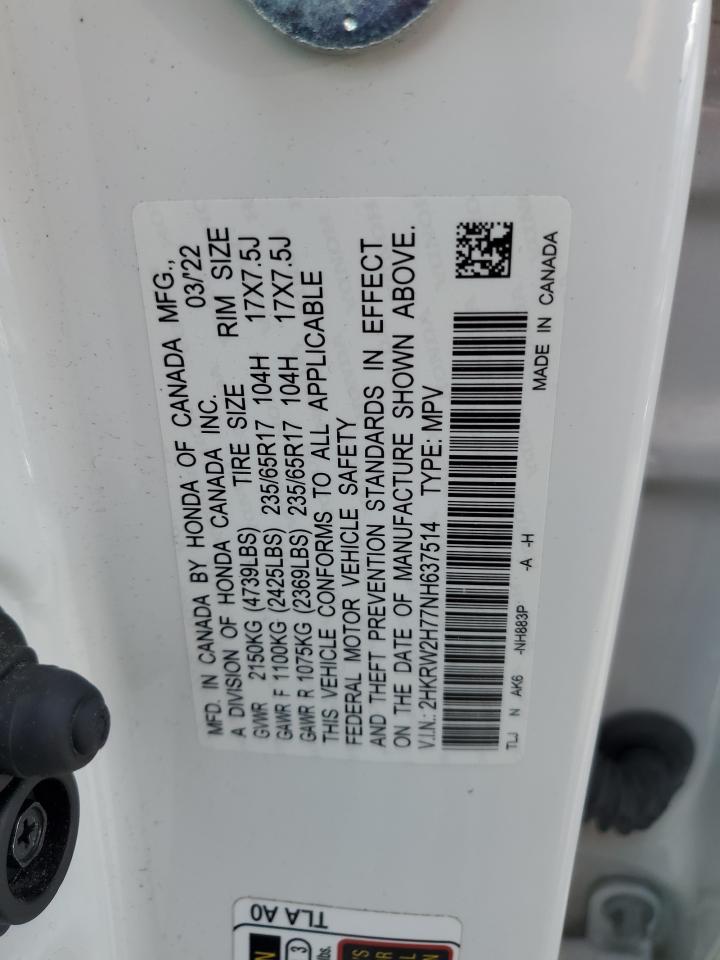 MFD. IN CANADA BY HONDA OF CANADA MFG.,
A DIVISION OF HONDA CANADA INC. 03/'22
GVWR 2150KG (4739LBS) TIRE SIZE RIM SIZE
GAWR F 1100KG (2425LBS) 235/65R17 104H 17X7.5J
GAWR R 1075KG (2369LBS) 235/65R17 104H 17X7.5J
THIS VEHICLE CONFORMS TO ALL APPLICABLE
FEDERAL MOTOR VEHICLE SAFETY
AND THEFT PREVENTION STANDARDS IN EFFECT
ON THE DATE OF MANUFACTURE SHOWN ABOVE.
V.I.N.: 2HKRW2H77NH637514 TYPE: MPV
TLJ N AK6 -NH883P -A -H
MADE IN CANADA
TLA A0
3
lbs.